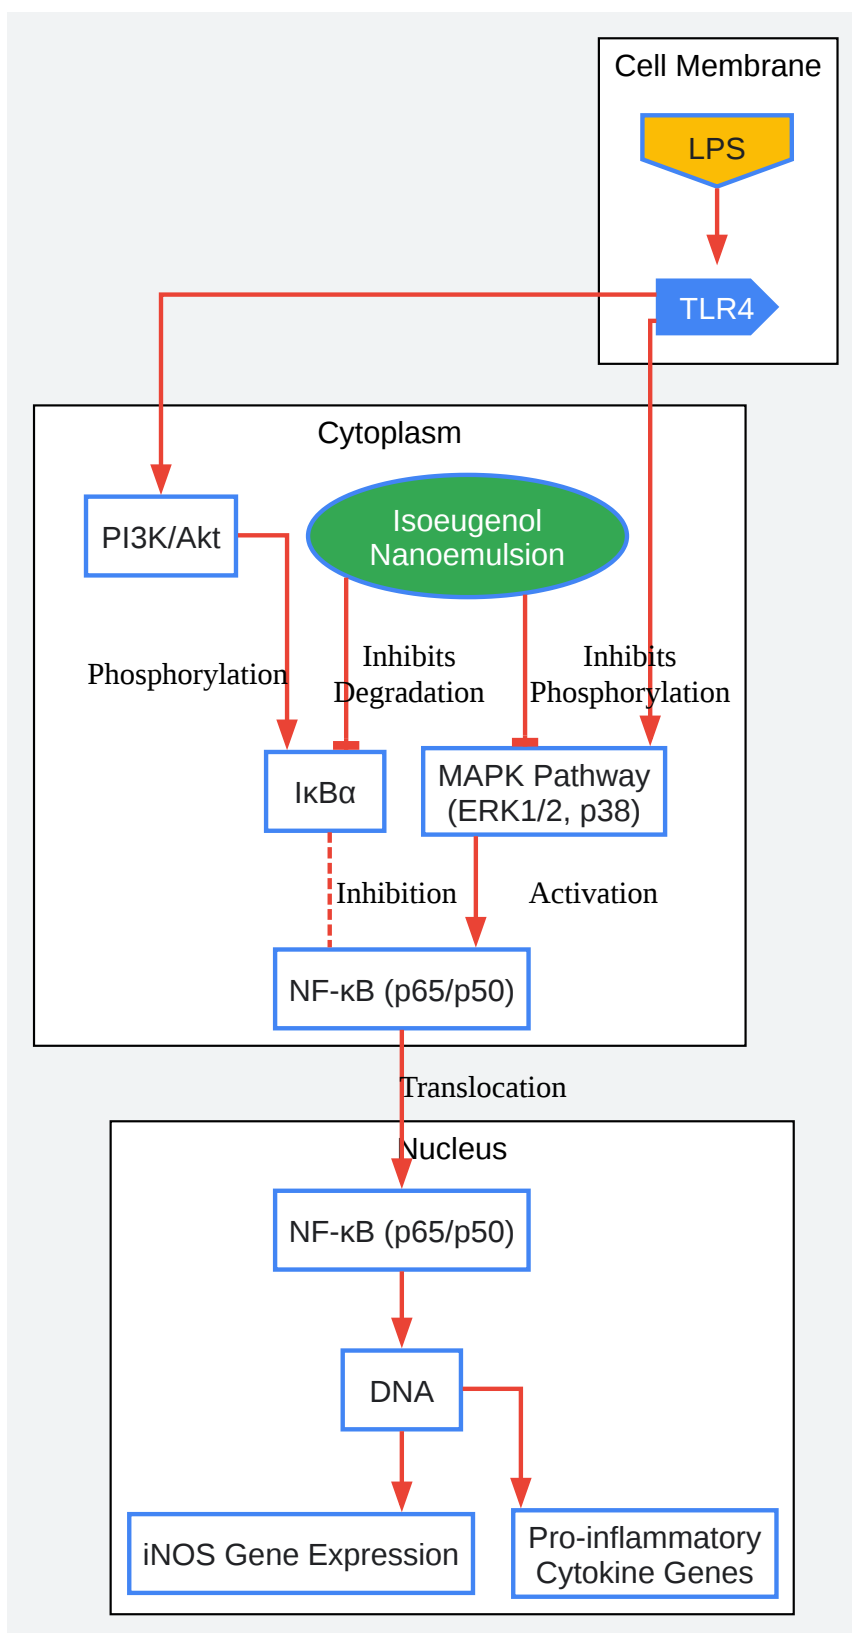 Cell Membrane
LPS
TLR4
Cytoplasm
PI3K/Akt
Isoeugenol
Nanoemulsion
Phosphorylation
Inhibits
Degradation
Inhibits
Phosphorylation
IκBα
MAPK Pathway
(ERK1/2, p38)
Inhibition
Activation
NF-κB (p65/p50)
Translocation
Nucleus
NF-κB (p65/p50)
DNA
iNOS Gene Expression
Pro-inflammatory
Cytokine Genes